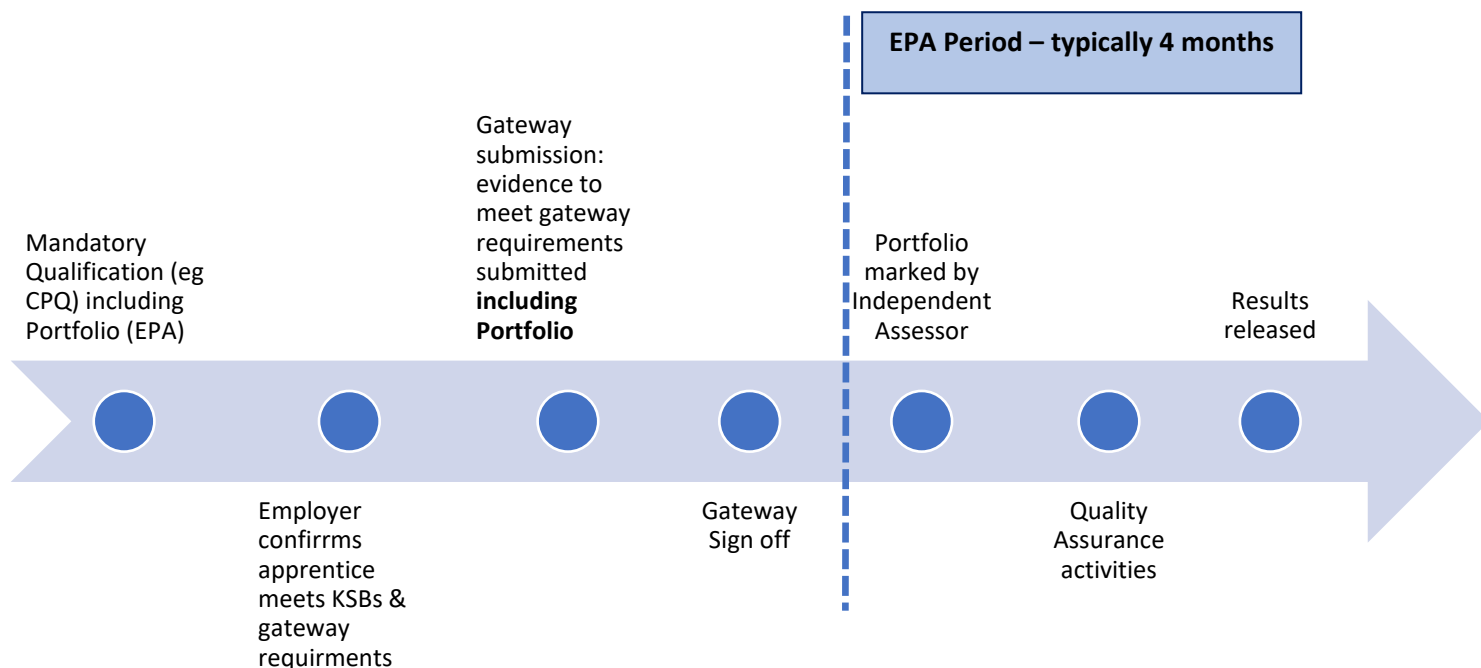 EPA Period – typically 4 months
Mandatory
Qualification (eg
CPQ) including
Portfolio (EPA)
Employer
confirrms
apprentice
meets KSBs &
gateway
requirments
Gateway
submission:
evidence to
meet gateway
requirements
submitted
including
Portfolio
Gateway
Sign off
Portfolio
marked by
Independent
Assessor
Quality
Assurance
activities
Results
released